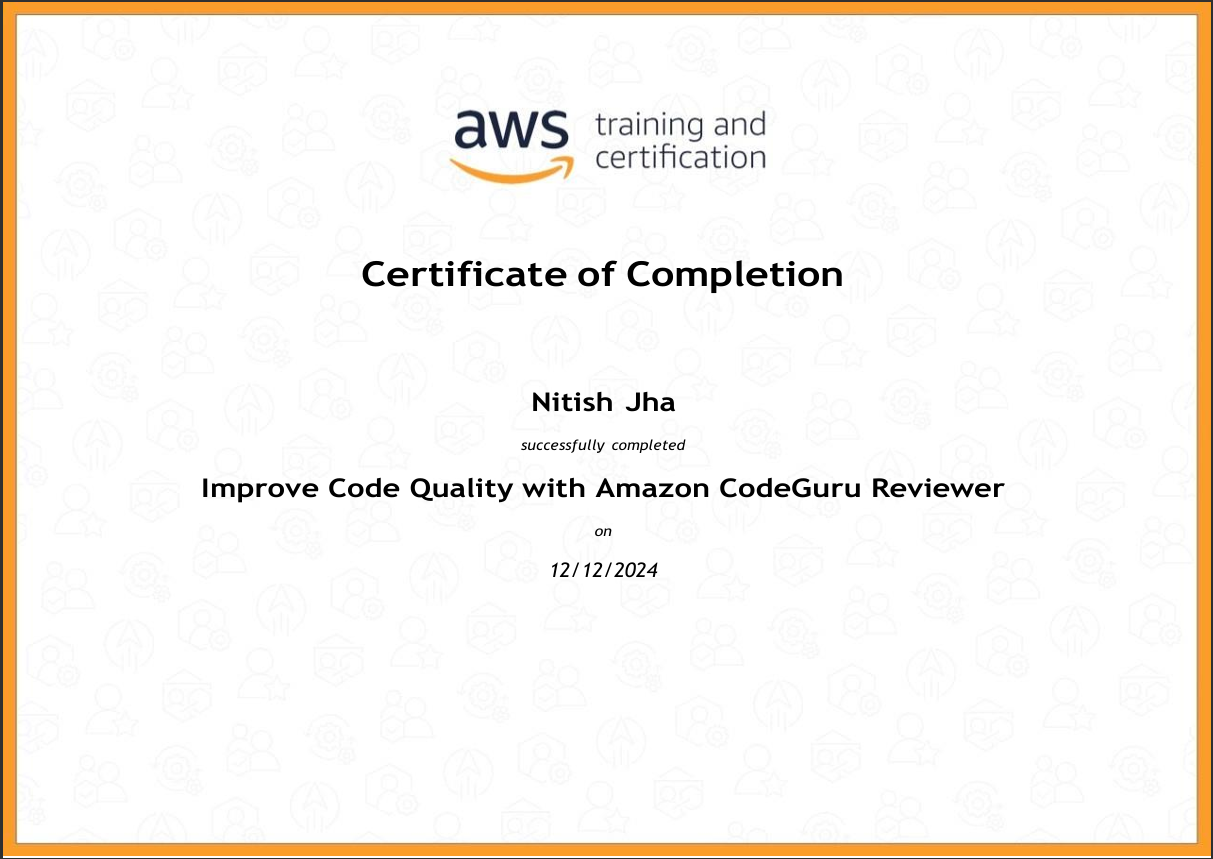 aws training and
certification
Certificate of Completion
Nitish Jha
successfully completed
Improve Code Quality with Amazon CodeGuru Reviewer
on
12/12/2024